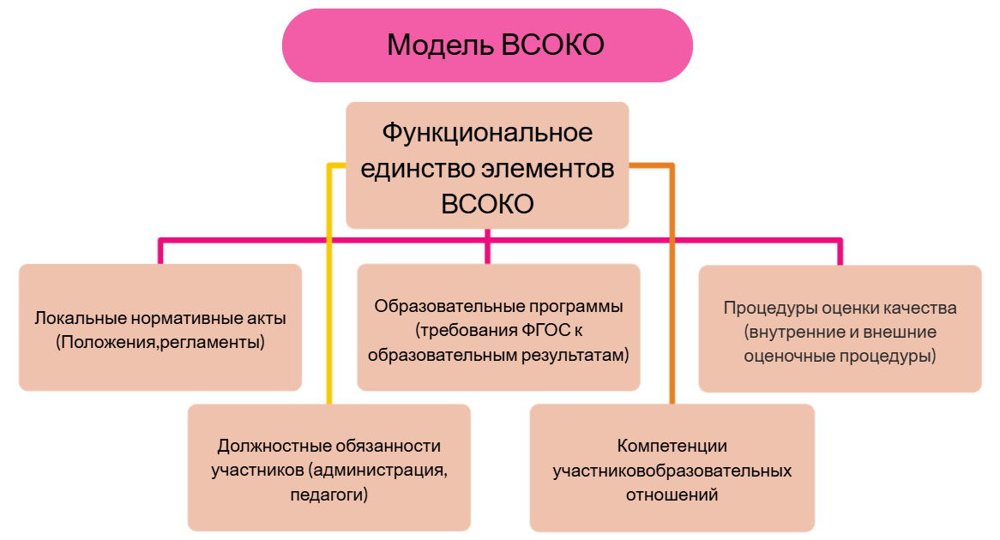 Модель ВСОКО
Функциональное
единство элементов
ВСОКО
Локальные нормативные акты
(Положения,регламенты)
Образовательные программы
(требования ФГОС к
образовательным результатам)
Процедуры оценки качества
(внутренние и внешние
оценочные процедуры)
Должностные обязанности
участников (администрация,
педагоги)
Компетенции
участниковобразовательных
отношений